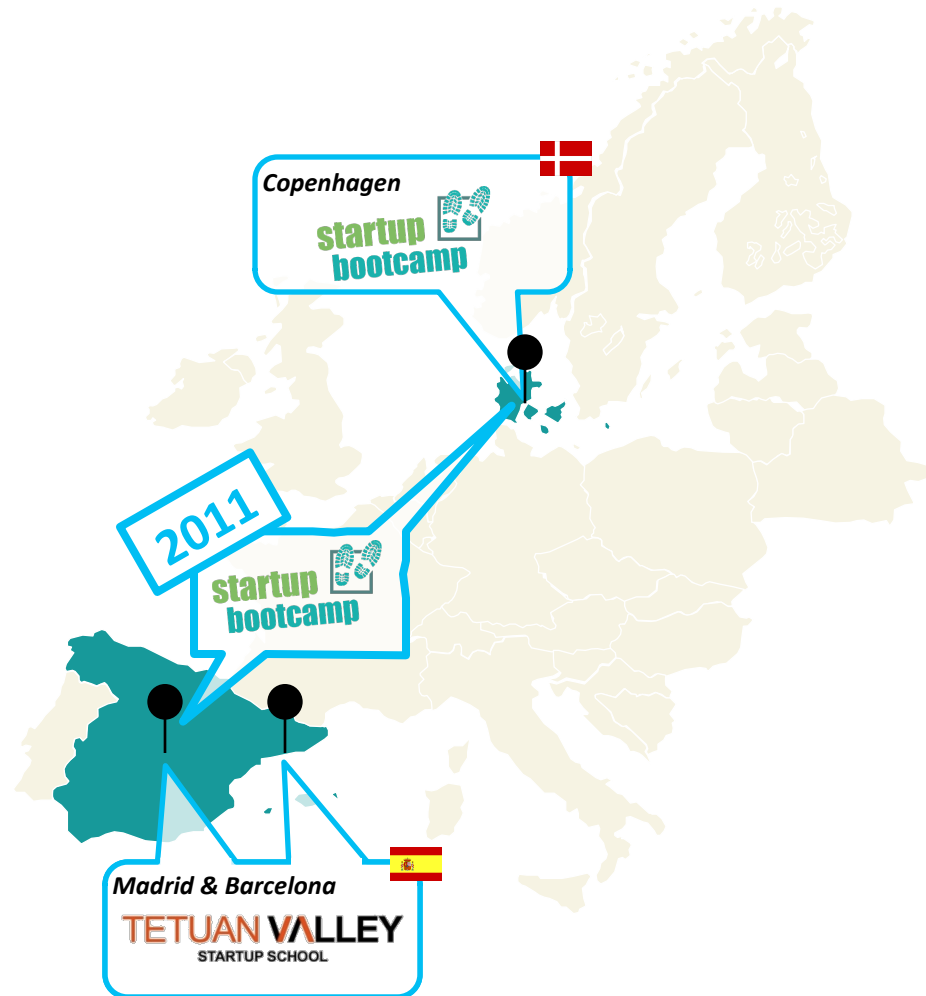 Copenhagen
startup
bootcamp
2011
startup
bootcamp
Madrid & Barcelona
TETUAN VALLEY
STARTUP SCHOOL